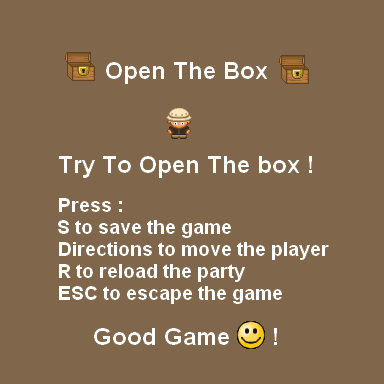 Open The Box
Try To Open The box !
Press :
S to save the game
Directions to move the player
R to reload the party
ESC to escape the game
Good Game !